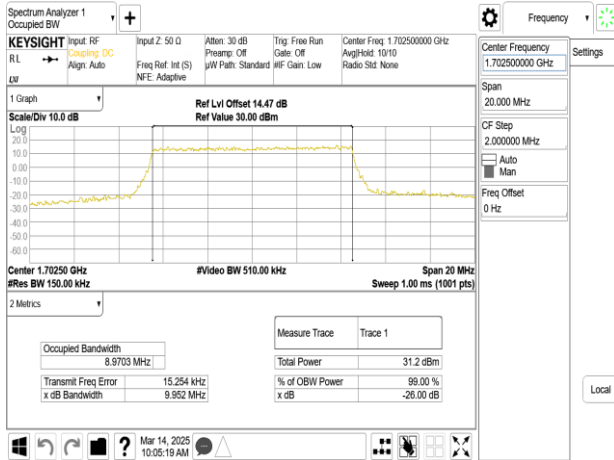 Spectrum Analyzer 1
Occupied BW
Frequency
KEYSIGHT
RL
LXI
Input: RF
Coupling: DC
Align: Auto
Input Z: 50 Ω
Freq Ref: Int (S)
NFE: Adaptive
Atten: 30 dB
Preamp: Off
µW Path: Standard
Trig: Free Run
Gate: Off
#IF Gain: Low
Center Freq: 1.702500000 GHz
Avg|Hold: 10/10
Radio Std: None
Center Frequency
1.702500000 GHz
Settings
Span
20.000 MHz
CF Step
2.000000 MHz
Auto
Man
Freq Offset
0 Hz
1 Graph
Scale/Div 10.0 dB
Ref Lvl Offset 14.47 dB
Ref Value 30.00 dBm
Log
20.0
10.0
0.00
-10.0
-20.0
-30.0
-40.0
-50.0
-60.0
Center 1.70250 GHz
#Video BW 510.00 kHz
Span 20 MHz
#Res BW 150.00 kHz
Sweep 1.00 ms (1001 pts)
2 Metrics
Measure Trace
Trace 1
Occupied Bandwidth
8.9703 MHz
Total Power
31.2 dBm
Transmit Freq Error
15.254 kHz
% of OBW Power
99.00 %
x dB Bandwidth
9.952 MHz
x dB
-26.00 dB
Local
?
Mar 14, 2025
10:05:19 AM